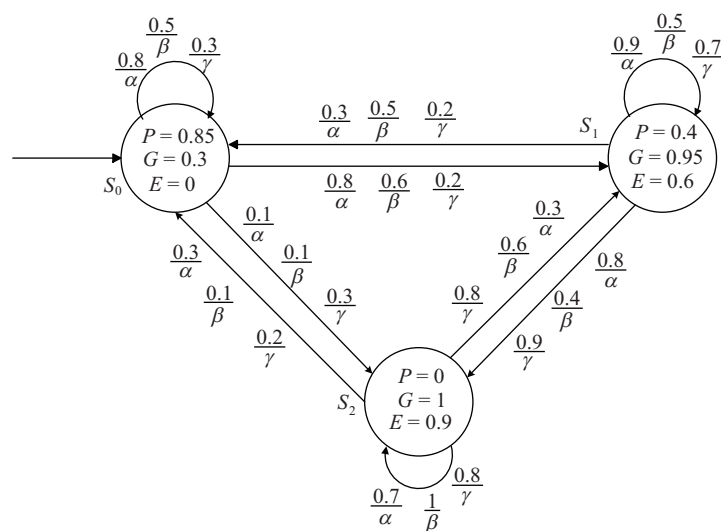 0.5/β
0.8/α 0.3/γ
P = 0.85
G = 0.3
E = 0
S₀
0.5/β
0.9/α 0.7/γ
S₁
P = 0.4
G = 0.95
E = 0.6
0.3/α 0.5/β 0.2/γ
0.8/α 0.6/β 0.2/γ
0.1/α
0.1/β
0.3/γ
0.3/α
0.1/β
0.2/γ
0.3/α
0.6/β
0.8/γ
0.8/α
0.4/β
0.9/γ
P = 0
G = 1
E = 0.9
S₂
0.7/α 1/β 0.8/γ